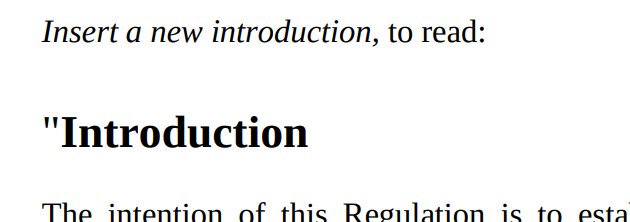 Insert a new introduction, to read:
"Introduction
The intention of this Regulation is to